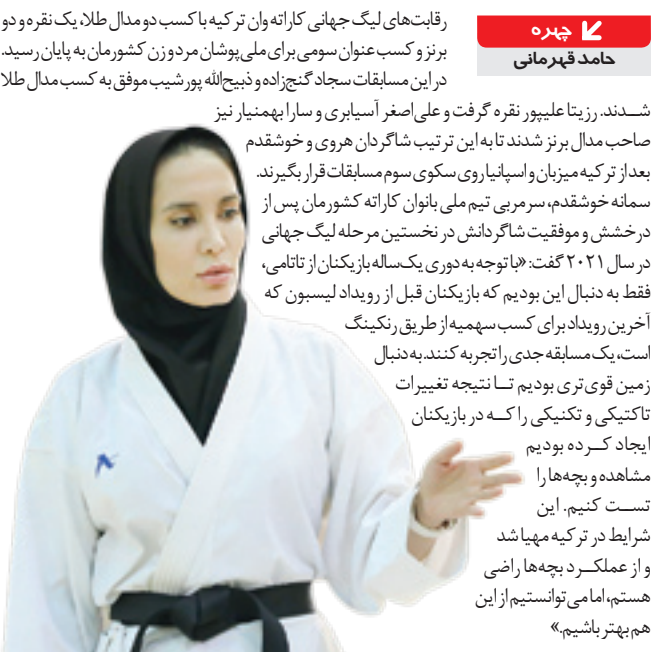 چهره
حامد قهرمانی
رقابت‌های لیگ جهانی کاراته وان ترکیه با کسب دو مدال طلا، یک نقره و دو
برنز و کسب عنوان سومی برای ملی‌پوشان مرد و زن کشورمان به پایان رسید.
در این مسابقات سجاد گنج‌زاده و ذبیح‌الله پورشیب موفق به کسب مدال طلا
شدند. رزیتا علیپور نقره گرفت و علی‌اصغر آسیابری و سارا بهمنیار نیز
صاحب مدال برنز شدند تا به این ترتیب شاگردان هروی و خوشقدم
بعد از ترکیه میزبان و اسپانیا روی سکوی سوم مسابقات قرار بگیرند.
سمانه خوشقدم، سرمربی تیم ملی بانوان کاراته کشورمان پس از
درخشش و موفقیت شاگردانش در نخستین مرحله لیگ جهانی
در سال ۲۰۲۱ گفت: «با توجه به دوری یک‌ساله بازیکنان از تاتامی،
فقط به دنبال این بودیم که بازیکنان قبل از رویداد لیسبون که
آخرین رویداد برای کسب سهمیه از طریق رنکینگ
است، یک مسابقه جدی را تجربه کنند. به‌دنبال
زمین قوی‌تری بودیم تا نتیجه تغییرات
تاکتیکی و تکنیکی را که در بازیکنان
ایجاد کرده بودیم
مشاهده و بچه‌ها را
تست کنیم. این
شرایط در ترکیه مهیا شد
و از عملکرد بچه‌ها راضی
هستم، اما می‌توانستیم از این
هم بهتر باشیم.»